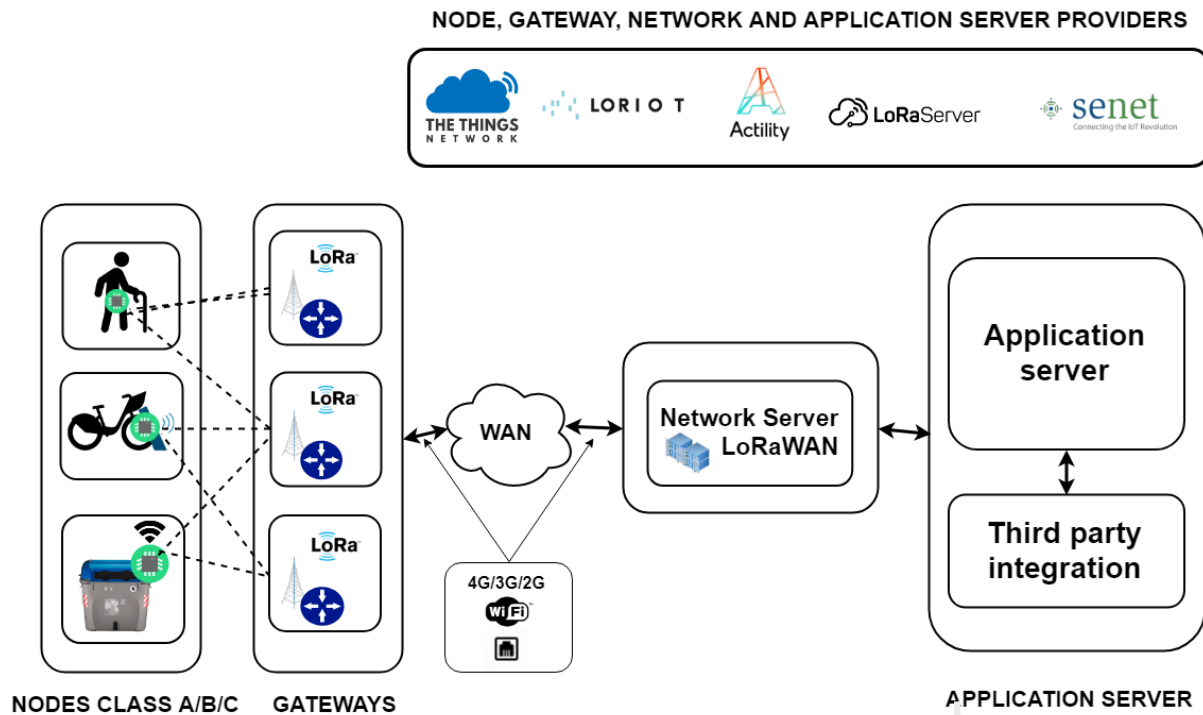 NODE, GATEWAY, NETWORK AND APPLICATION SERVER PROVIDERS
THE THINGS
NETWORK
LORIOT
Actility
LoRaServer
senet
Connecting the IoT Revolution
LoRa
LoRa
LoRa
WAN
4G/3G/2G
WiFi
Network Server
LoRaWAN
Application
server
Third party
integration
NODES CLASS A/B/C
GATEWAYS
APPLICATION SERVER